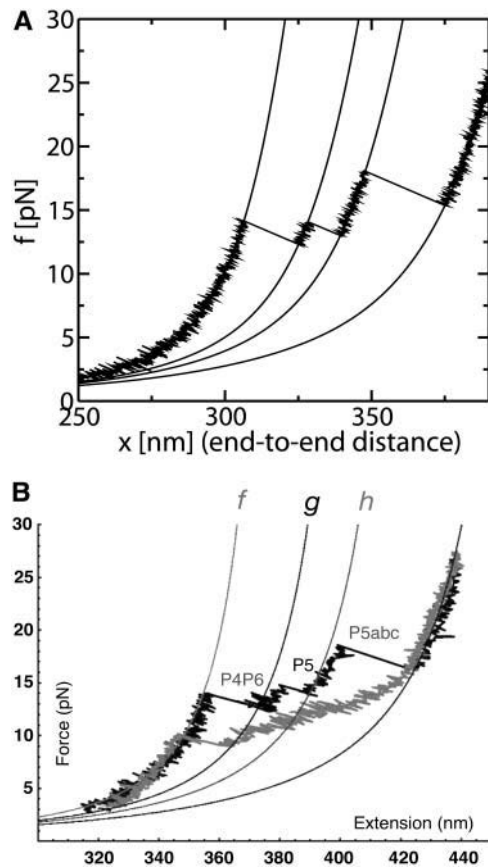 A
30
25
20
15
10
5
0
f [pN]
250 300 350
x [nm] (end-to-end distance)
B
f g h
30
25
20
15
10
5
Force (pN)
P4P6
P5
P5abc
Extension (nm)
320 340 360 380 400 420 440